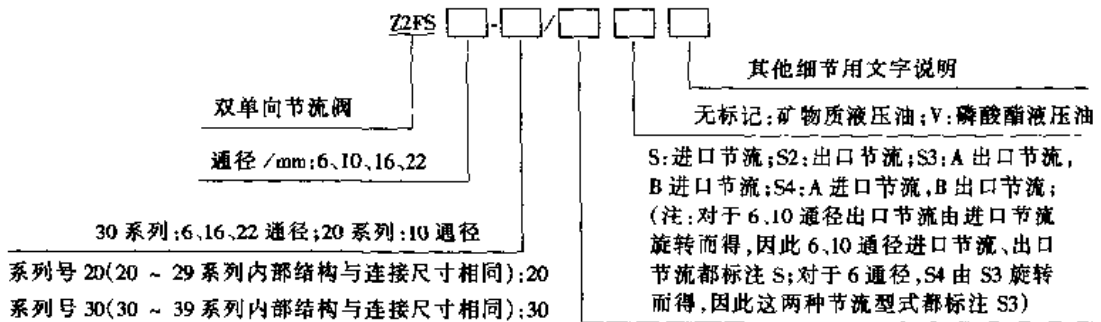 Z2FS □-□/□ □ □
其他细节用文字说明
双单向节流阀
无标记:矿物质液压油;V:磷酸酯液压油
通径/mm:6、10、16、22
S:进口节流;S2:出口节流;S3:A出口节流,
B进口节流;S4:A进口节流,B出口节流;
(注:对于6、10通径出口节流由进口节流
旋转而得,因此6、10通径进口节流、出口
节流都标注S;对于6通径,S4由S3旋转
而得,因此这两种节流型式都标注S3)
30系列:6、16、22通径;20系列:10通径
系列号20(20~29系列内部结构与连接尺寸相同):20
系列号30(30~39系列内部结构与连接尺寸相同):30